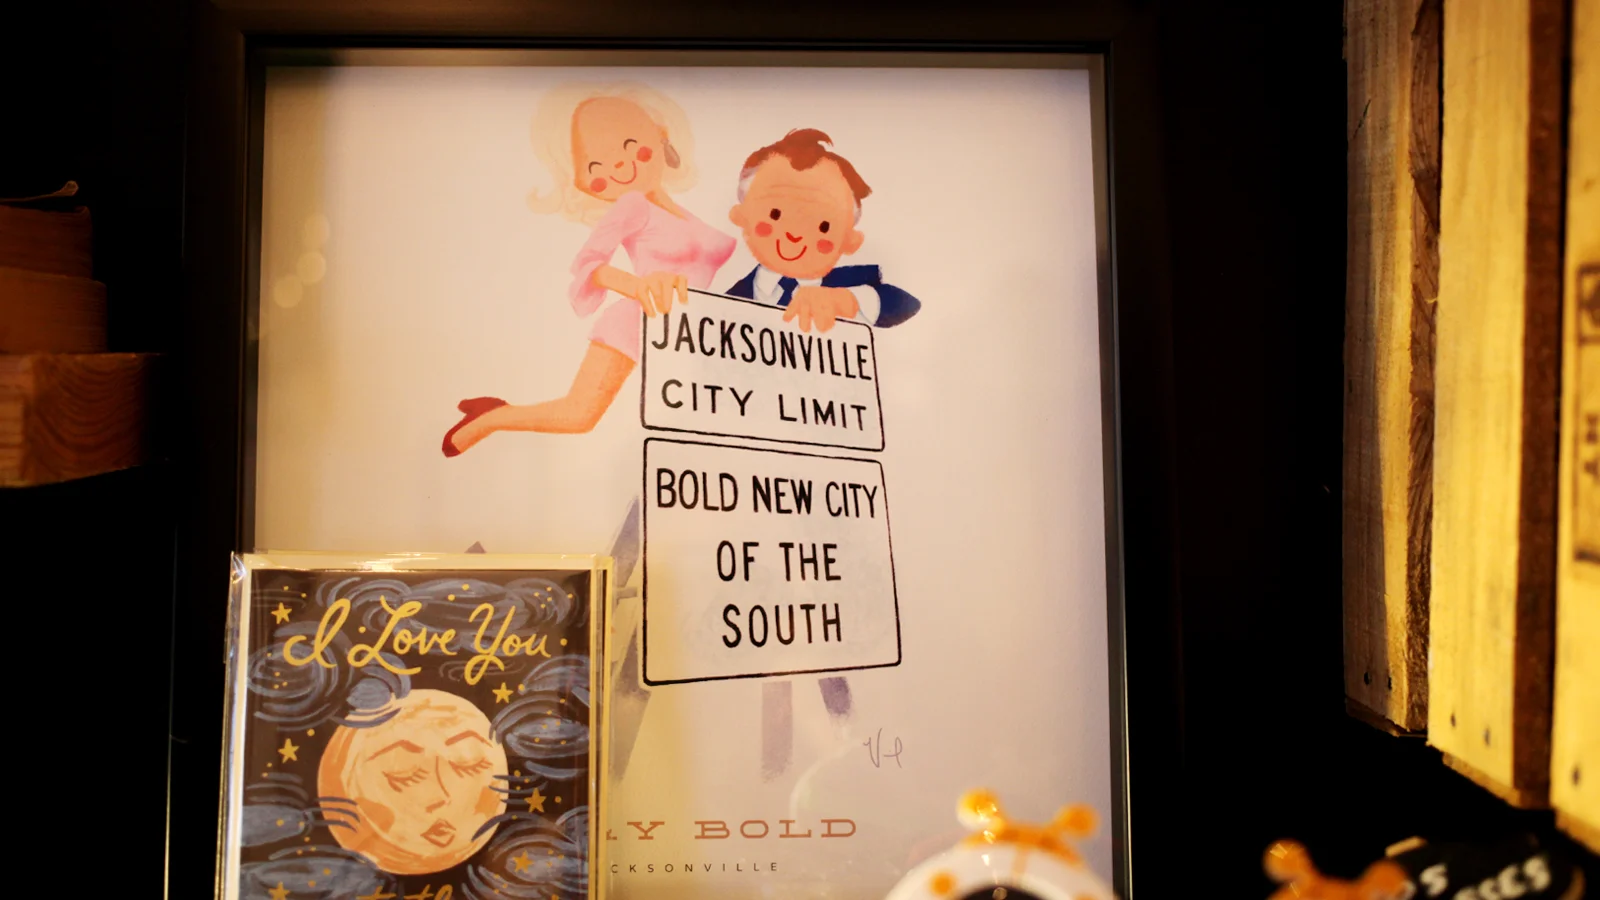 JACKSONVILLE
CITY LIMIT
BOLD NEW CITY
OF THE
SOUTH
I Love You
BOLD